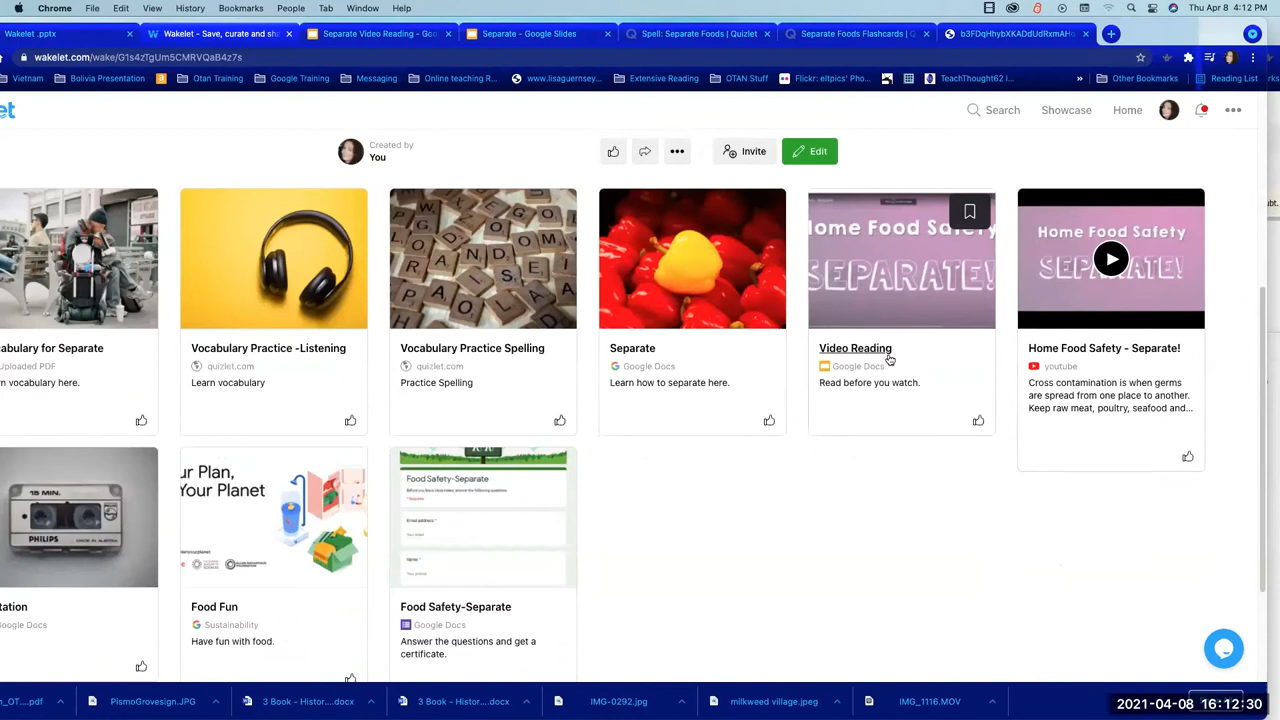 Chrome File Edit View History Bookmarks People Tab Window Help
Thu Apr 8 4:12 PM
Wakelet .pptx
Wakelet - Save, curate and sh
Separate Video Reading - Goo
Separate - Google Slides
Spell: Separate Foods | Quizlet
Separate Foods Flashcards | Q
b3FDqHhybXKADdUdRxmAH
wakelet.com/wake/G1s4zTgUm5CMRVQaB4z7s
Update
Vietnam
Bolivia Presentation
Otan Training
Google Training
Messaging
Online teaching R...
www.lisaguernsey...
Extensive Reading
OTAN Stuff
Flickr: eltpics' Pho...
TeachThought62 I...
»
Other Bookmarks
Reading List
et
Search
Showcase
Home
Created by
You
Invite
Edit
Home Food Safety
SEPARATE!
abulary for Separate
Uploaded PDF
n vocabulary here.
Vocabulary Practice -Listening
quizlet.com
Learn vocabulary
Vocabulary Practice Spelling
quizlet.com
Practice Spelling
Separate
Google Docs
Learn how to separate here.
Video Reading
Google Docs
Read before you watch.
Home Food Safety - Separate!
youtube
Cross contamination is when germs
are spread from one place to another.
Keep raw meat, poultry, seafood and...
15 MIN.
PHILIPS
tation
Google Docs
ur Plan,
Your Planet
Food Fun
Sustainability
Have fun with food.
Food Safety-Separate
Email address *
Name *
Food Safety-Separate
Google Docs
Answer the questions and get a
certificate.
n_OT....pdf
PismoGrovesign.JPG
3 Book - Histor....docx
3 Book - Histor....docx
IMG-0292.jpg
milkweed village.jpeg
IMG_1116.MOV
2021-04-08 16:12:30